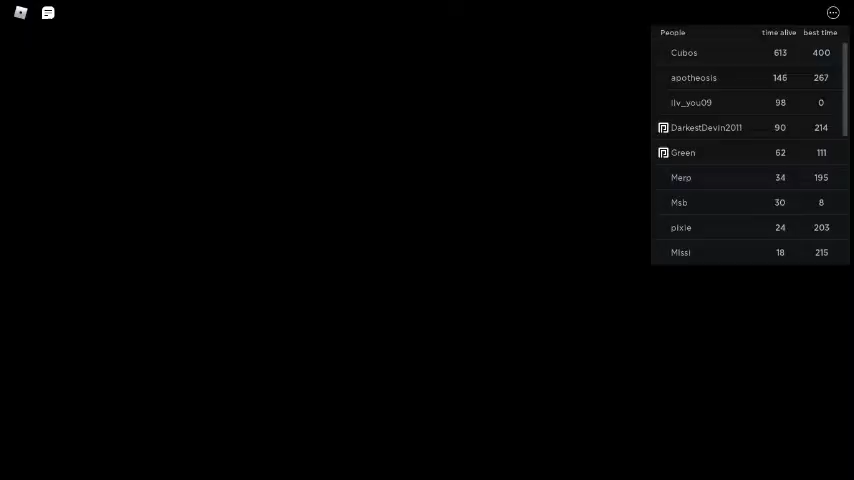 People time alive best time
Cubos 613 400
apotheosis 146 267
liv_you09 98 0
DarkestDevin2011 90 214
Green 62 111
Merp 34 195
Msb 30 8
pixie 24 203
Missi 18 215